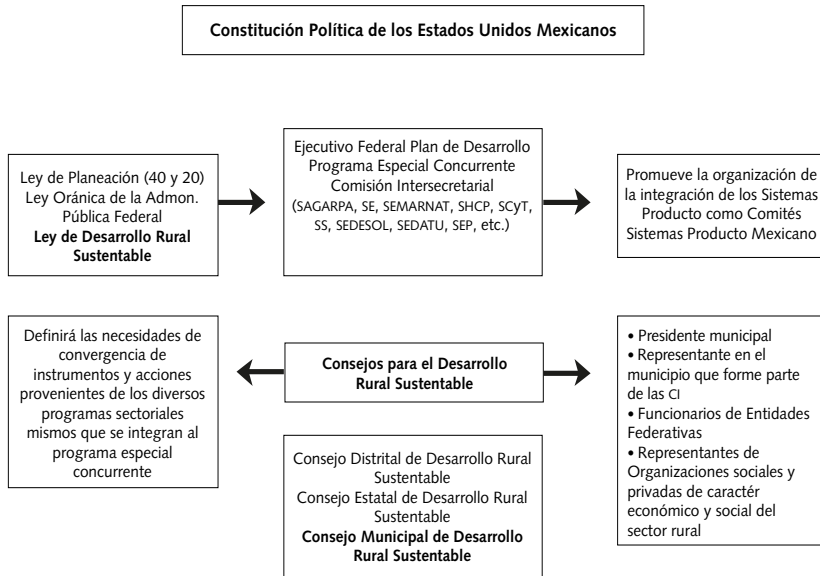 Constitución Política de los Estados Unidos Mexicanos
Ley de Planeación (40 y 20)
Ley Oránica de la Admon.
Pública Federal
Ley de Desarrollo Rural
Sustentable
Ejecutivo Federal Plan de Desarrollo
Programa Especial Concurrente
Comisión Intersecretarial
(SAGARPA, SE, SEMARNAT, SHCP, SCyT,
SS, SEDESOL, SEDATU, SEP, etc.)
Promueve la organización de
la integración de los Sistemas
Producto como Comités
Sistemas Producto Mexicano
Definirá las necesidades de
convergencia de
instrumentos y acciones
provenientes de los diversos
programas sectoriales
mismos que se integran al
programa especial
concurrente
Consejos para el Desarrollo
Rural Sustentable
• Presidente municipal
• Representante en el
municipio que forme parte
de las CI
• Funcionarios de Entidades
Federativas
• Representantes de
Organizaciones sociales y
privadas de caractér
económico y social del
sector rural
Consejo Distrital de Desarrollo Rural
Sustentable
Consejo Estatal de Desarrollo Rural
Sustentable
Consejo Municipal de Desarrollo
Rural Sustentable